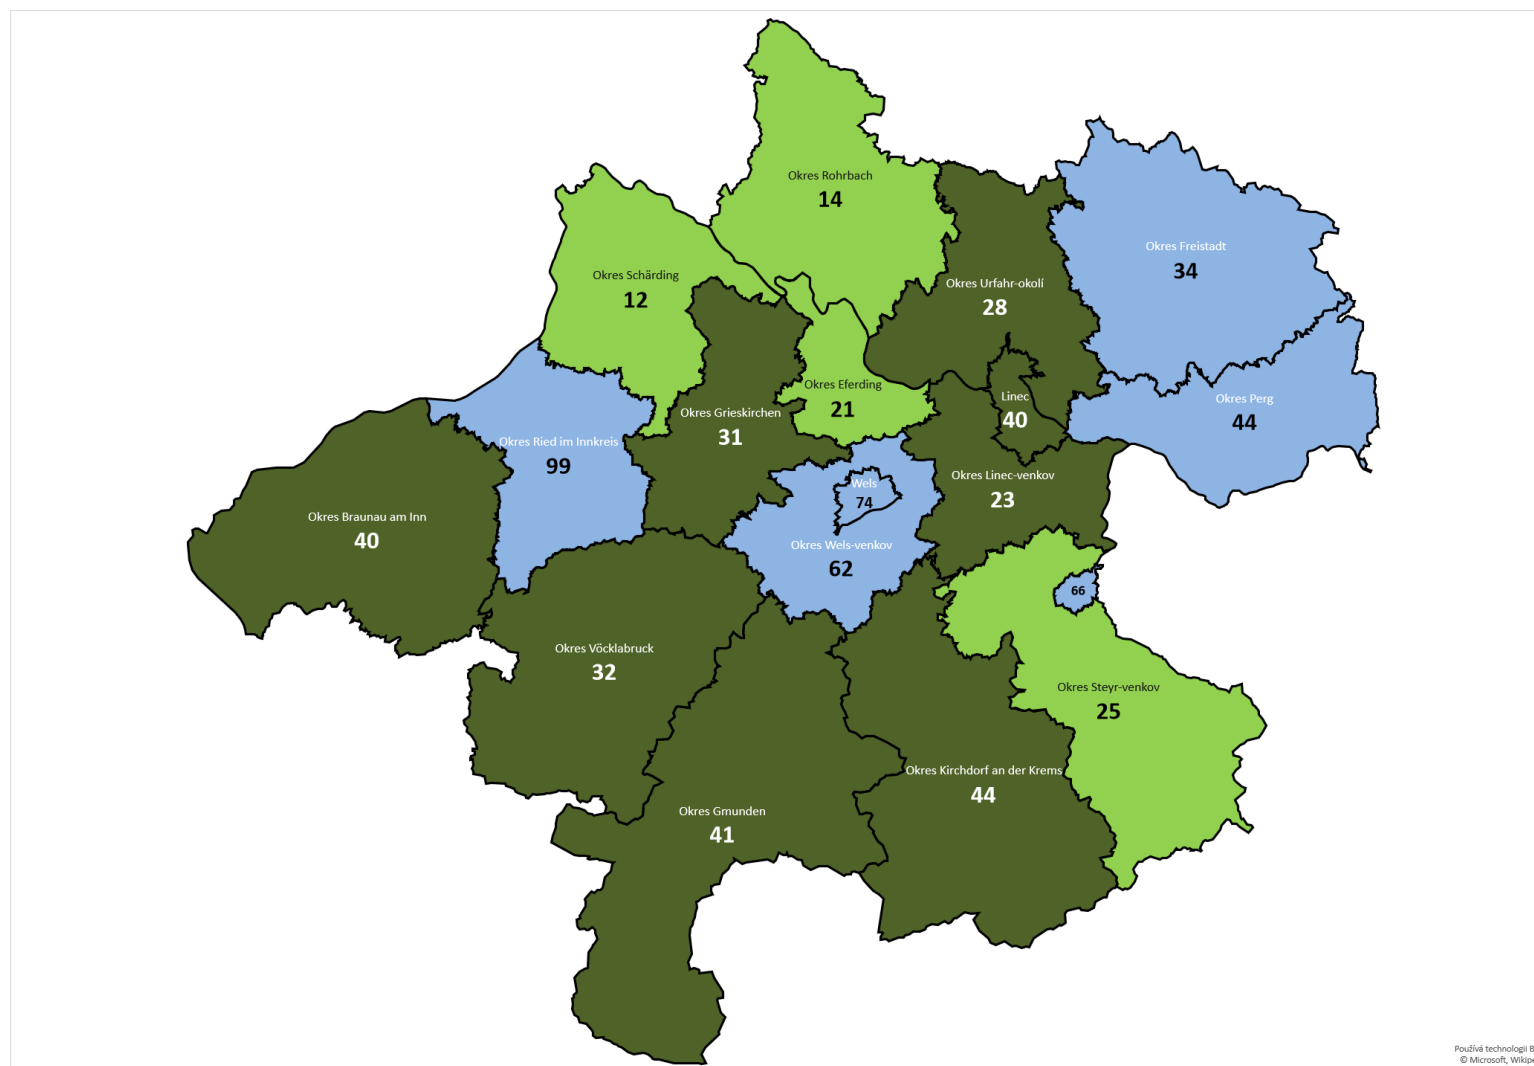 Okres Rohrbach
14
Okres Freistadt
34
Okres Schärding
12
Okres Urfahr-okolí
28
Okres Eferding
21
Linec
40
Okres Perg
44
Okres Grieskirchen
31
Okres Ried im Innkreis
99
Okres Linec-venkov
23
Wels
74
Okres Braunau am Inn
40
Okres Wels-venkov
62
66
Okres Vöcklabruck
32
Okres Steyr-venkov
25
Okres Kirchdorf an der Krems
44
Okres Gmunden
41
Používá technologii B
© Microsoft, Wikipe